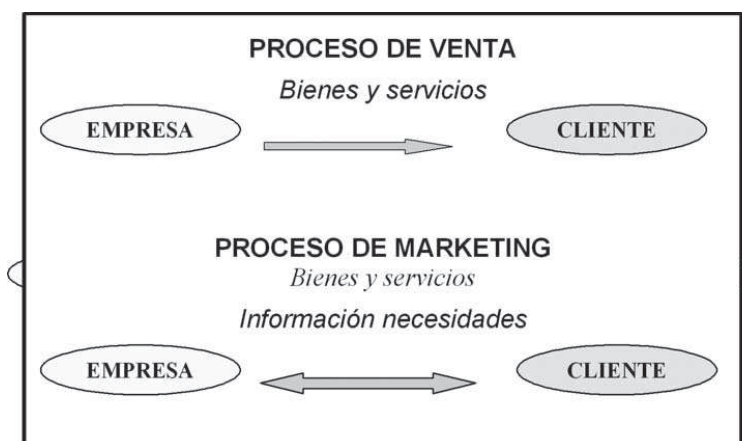 PROCESO DE VENTA
Bienes y servicios
EMPRESA
CLIENTE
PROCESO DE MARKETING
Bienes y servicios
Información necesidades
EMPRESA
CLIENTE